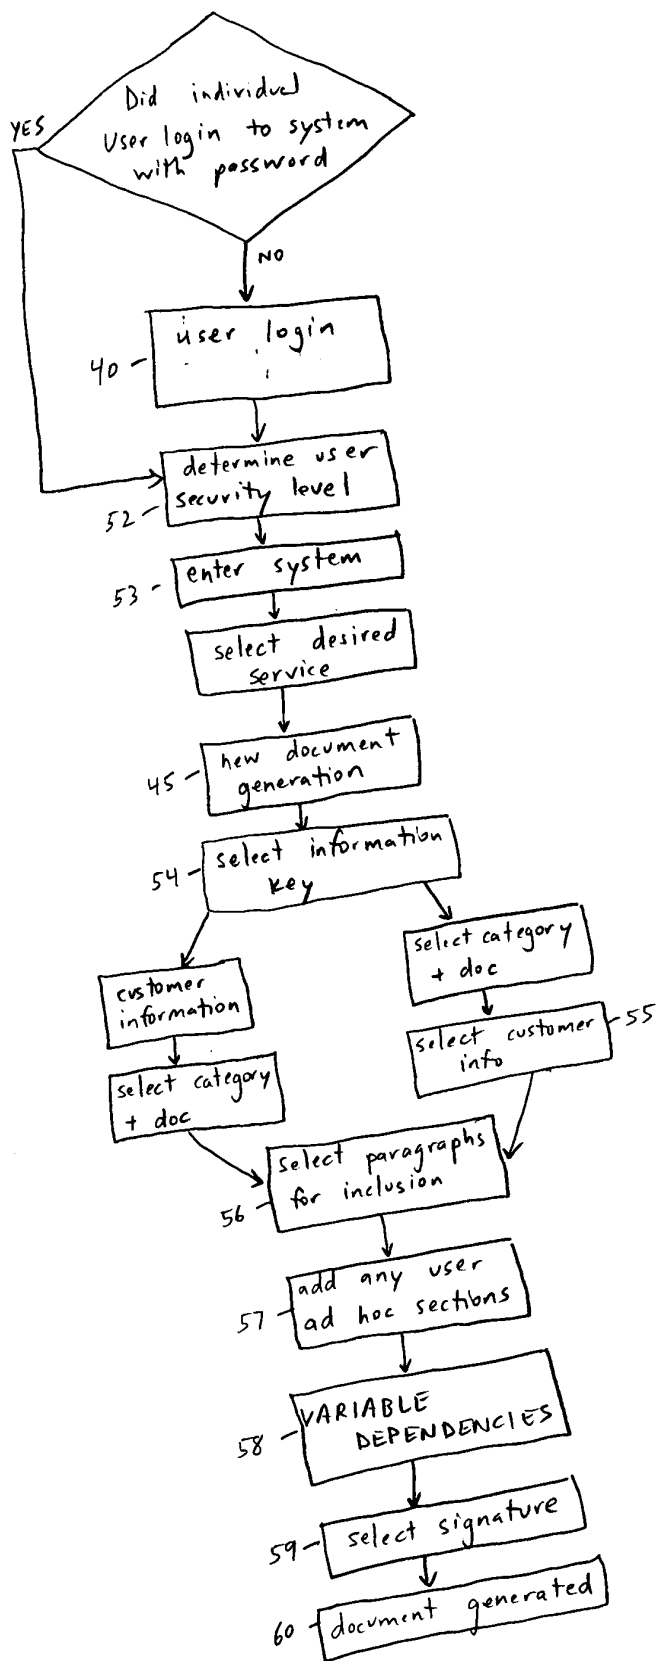 Did individual
User login to system
with password
YES
NO
user login
40
determine user
security level
52
enter system
53
select desired
service
new document
generation
45
select information
key
54
customer
information
select category
+ doc
select category
+ doc
select customer
info
55
select paragraphs
for inclusion
56
add any user
ad hoc sections
57
VARIABLE
DEPENDENCIES
58
select signature
59
document generated
60